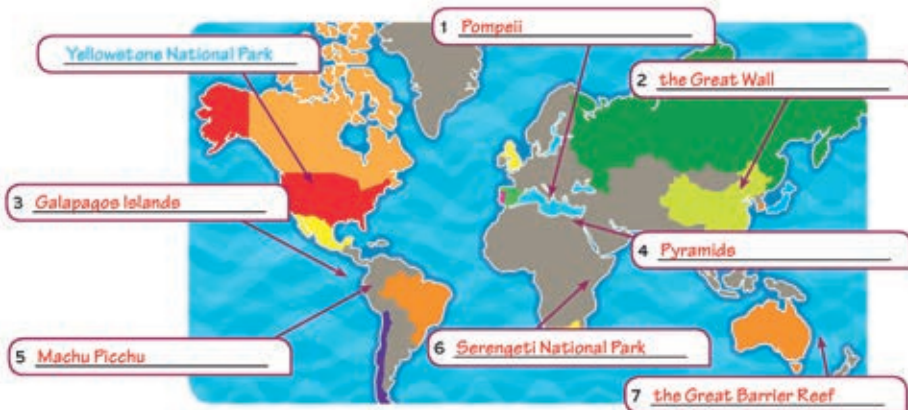 Yellowstone National Park
1 Pompeii
2 the Great Wall
3 Galapagos Islands
4 Pyramids
5 Machu Picchu
6 Serengeti National Park
7 the Great Barrier Reef